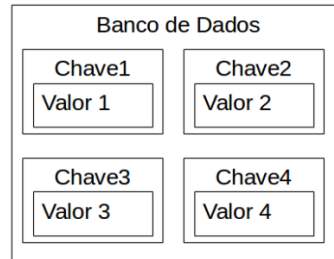 Banco de Dados
Chave1
Valor 1
Chave2
Valor 2
Chave3
Valor 3
Chave4
Valor 4